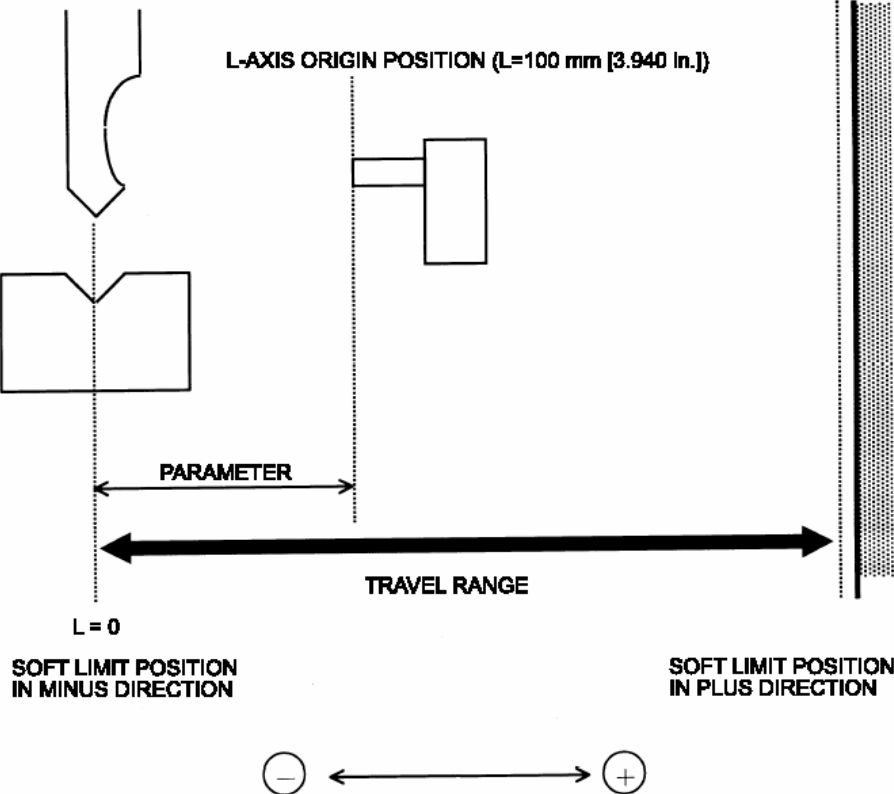 L-AXIS ORIGIN POSITION (L=100 mm [3.940 in.])
PARAMETER
TRAVEL RANGE
L = 0
SOFT LIMIT POSITION
IN MINUS DIRECTION
SOFT LIMIT POSITION
IN PLUS DIRECTION
−
+